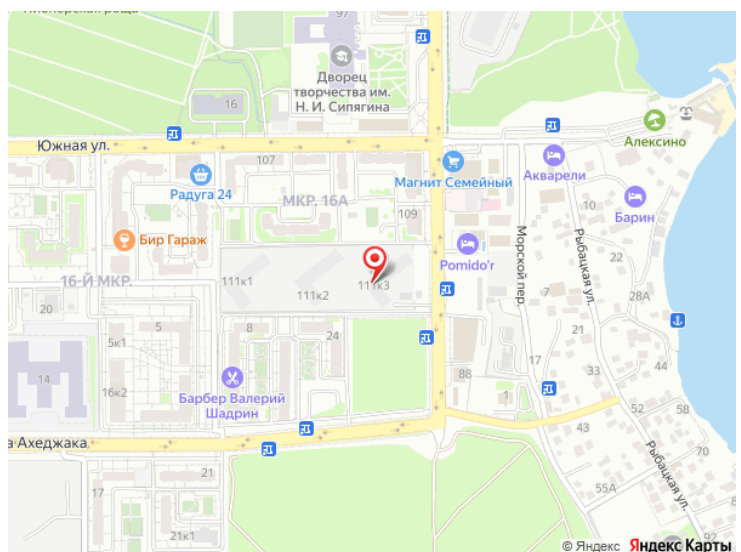 Пионерская роща
97
Дворец
творчества им.
Н. И. Сипягина
16
Южная ул.
107
Радуга 24
МКР. 16А
Магнит Семейный
Акварели
Алексино
109
10
Барин
Бир Гараж
Pomido'r
Морской пер.
Рыбацкая ул.
22
16-Й МКР.
111к1
111к2
111к3
7
28А
20
5
8
24
21
5к1
17
33
44
14
16к2
Барбер Валерий
Шадрин
88
1
52
58
43
а Ахеджака
Рыбацкая ул.
70
21
17
55А
21к1
© Яндекс Яндекс Карты